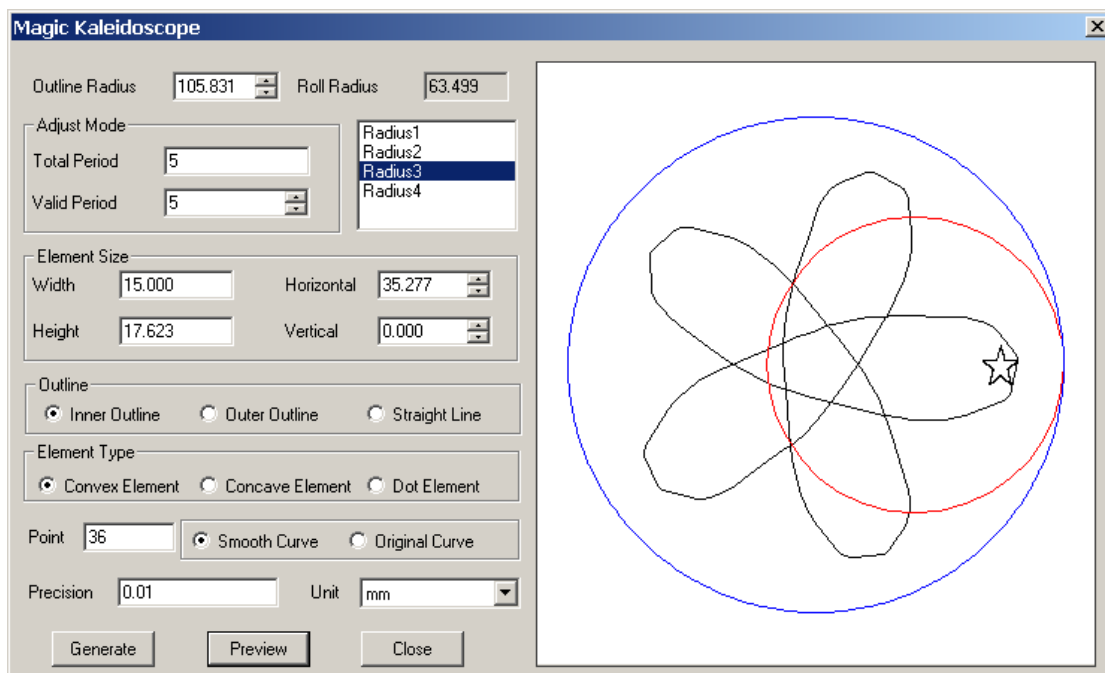 Magic Kaleidoscope
Outline Radius 105.831 Roll Radius 63.499
Adjust Mode
Total Period 5
Valid Period 5
Radius1
Radius2
Radius3
Radius4
Element Size
Width 15.000 Horizontal 35.277
Height 17.623 Vertical 0.000
Outline
Inner Outline Outer Outline Straight Line
Element Type
Convex Element Concave Element Dot Element
Point 36 Smooth Curve Original Curve
Precision 0.01 Unit mm
Generate Preview Close